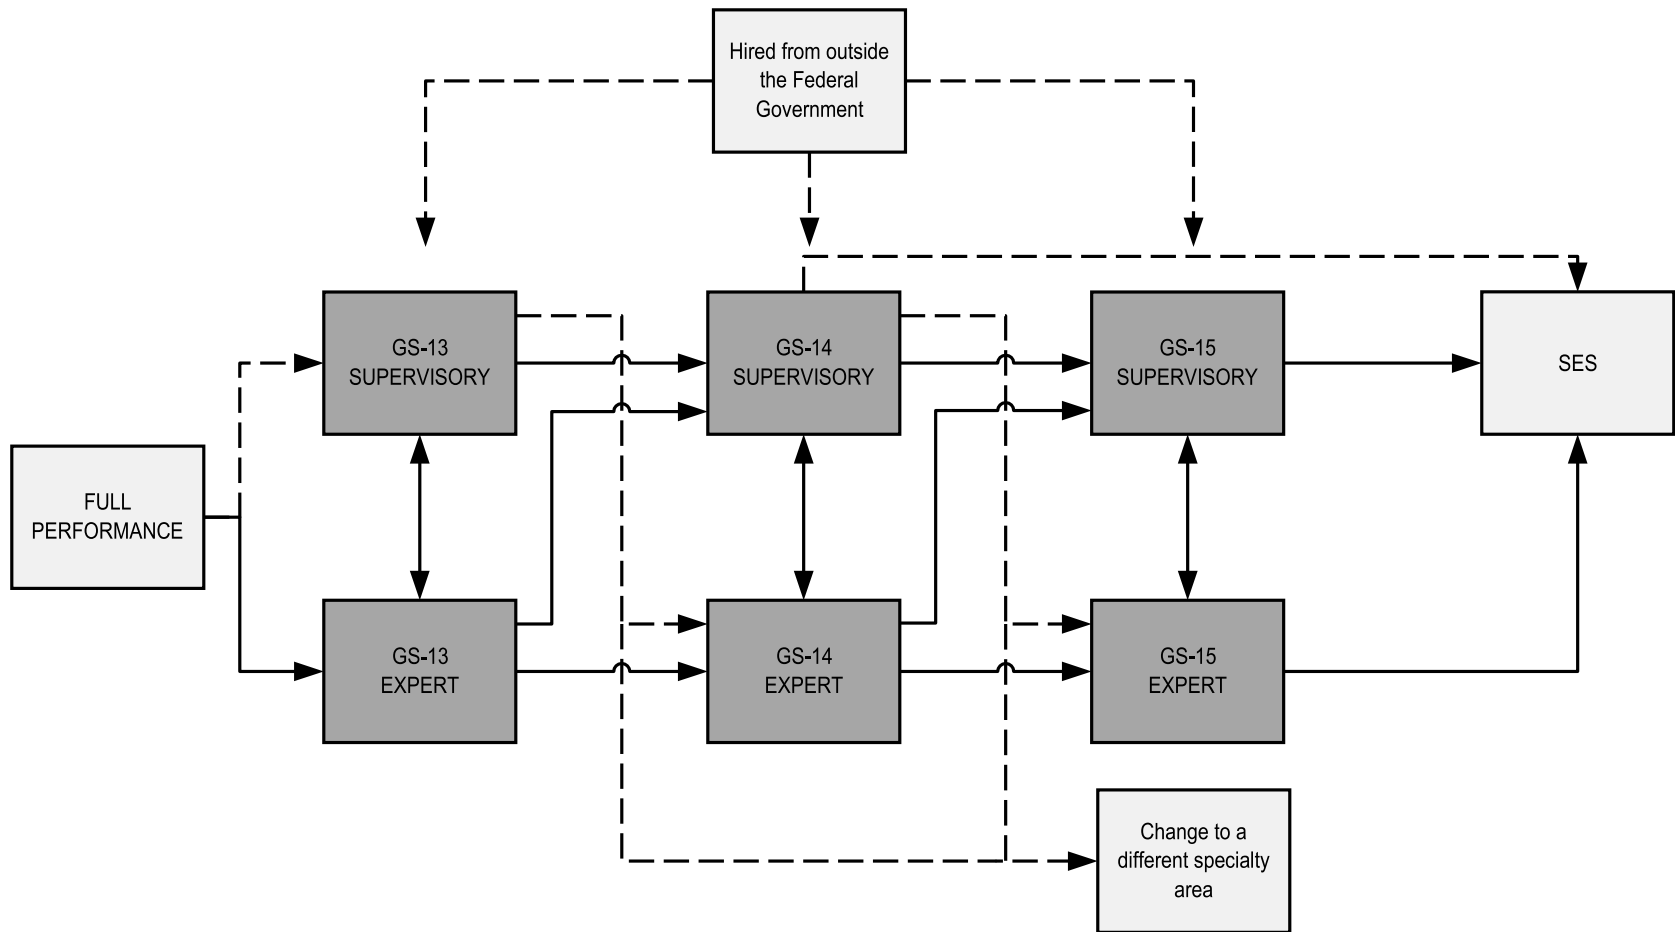 Hired from outside
the Federal
Government
GS-13
SUPERVISORY
GS-14
SUPERVISORY
GS-15
SUPERVISORY
SES
FULL
PERFORMANCE
GS-13
EXPERT
GS-14
EXPERT
GS-15
EXPERT
Change to a
different specialty
area